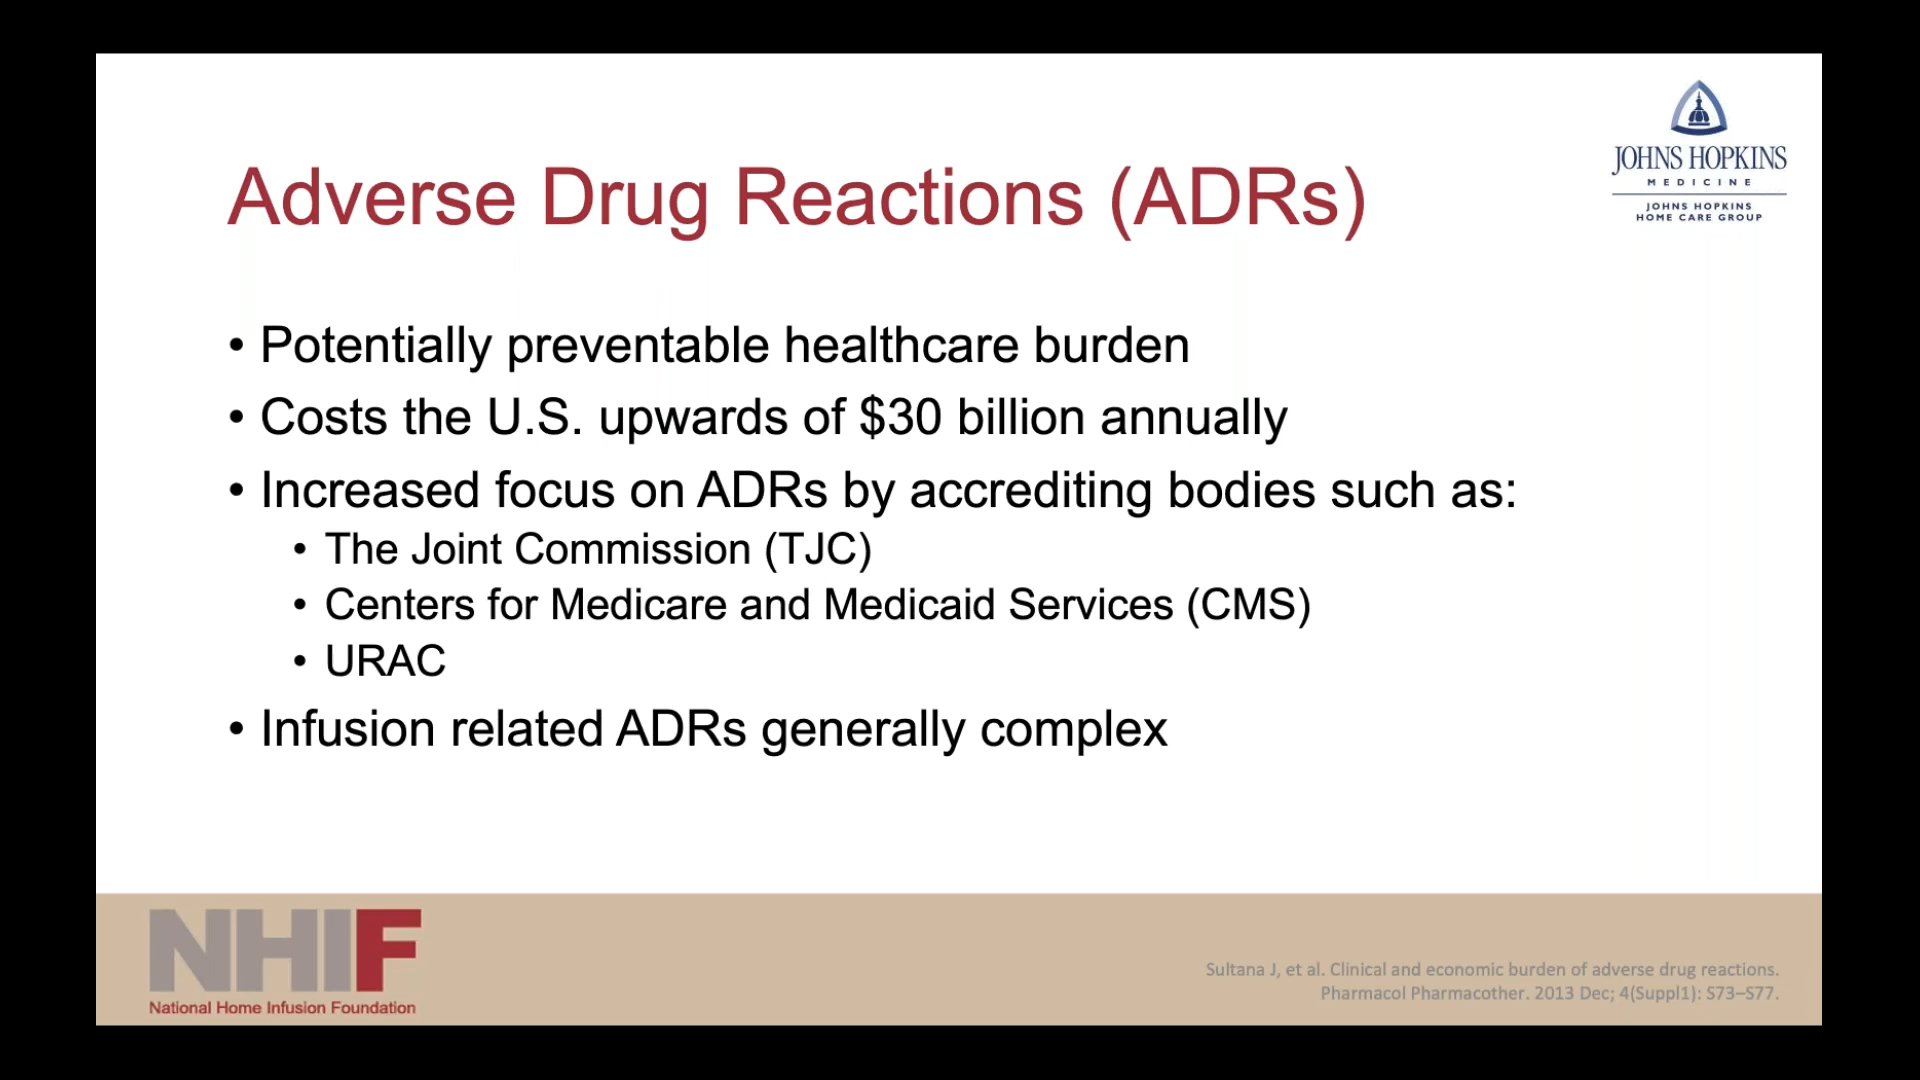 JOHNS HOPKINS
MEDICINE
JOHNS HOPKINS
HOME CARE GROUP
Adverse Drug Reactions (ADRs)
• Potentially preventable healthcare burden
• Costs the U.S. upwards of $30 billion annually
• Increased focus on ADRs by accrediting bodies such as:
• The Joint Commission (TJC)
• Centers for Medicare and Medicaid Services (CMS)
• URAC
• Infusion related ADRs generally complex
NHIF
National Home Infusion Foundation
Sultana J, et al. Clinical and economic burden of adverse drug reactions.
Pharmacol Pharmacother. 2013 Dec; 4(Suppl1): S73–S77.